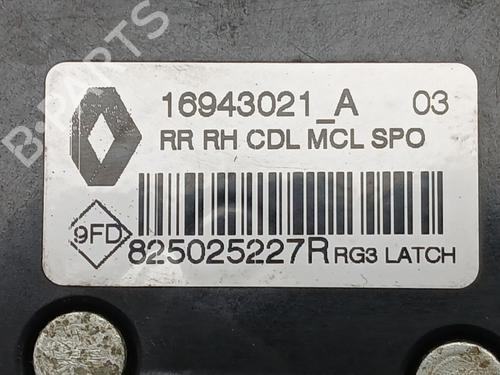 B-PARTS
16943021_A 03
RR RH CDL MCL SPO
9FD
825025227R RG3 LATCH